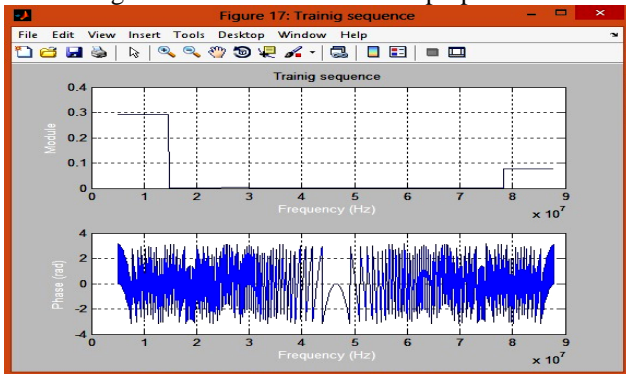 Figure 17: Trainig sequence
File Edit View Insert Tools Desktop Window Help
Trainig sequence
Module
0.4
0.3
0.2
0.1
0
0 1 2 3 4 5 6 7 8 9
Frequency (Hz)
x 10^7
Phase (rad)
4
2
0
-2
-4
0 1 2 3 4 5 6 7 8 9
Frequency (Hz)
x 10^7